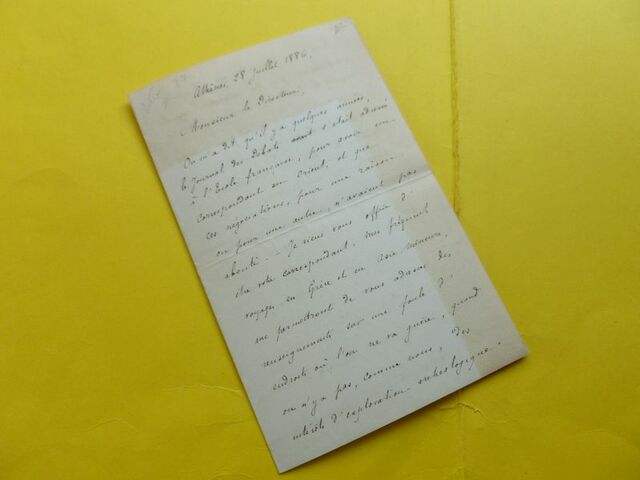 Athènes, 28 juillet 1886.
Monsieur le Directeur,
On m'a dit qu'il y a quelques années,
le Journal des Débats avait s'était adressé
à l'École française, pour avoir un
correspondant en Orient et que
ces négociations, pour une raison
ou pour une autre, n'avaient pas
abouti. – Je viens vous offrir d'
être votre correspondant. Mes fréquents
voyages en Grèce et en Asie-mineure,
me permettront de vous adresser des
renseignements sur une foule d'
endroits où l'on ne va guère, quand
on n'y a pas, comme nous, des
intérêts d'exploration archéologique.